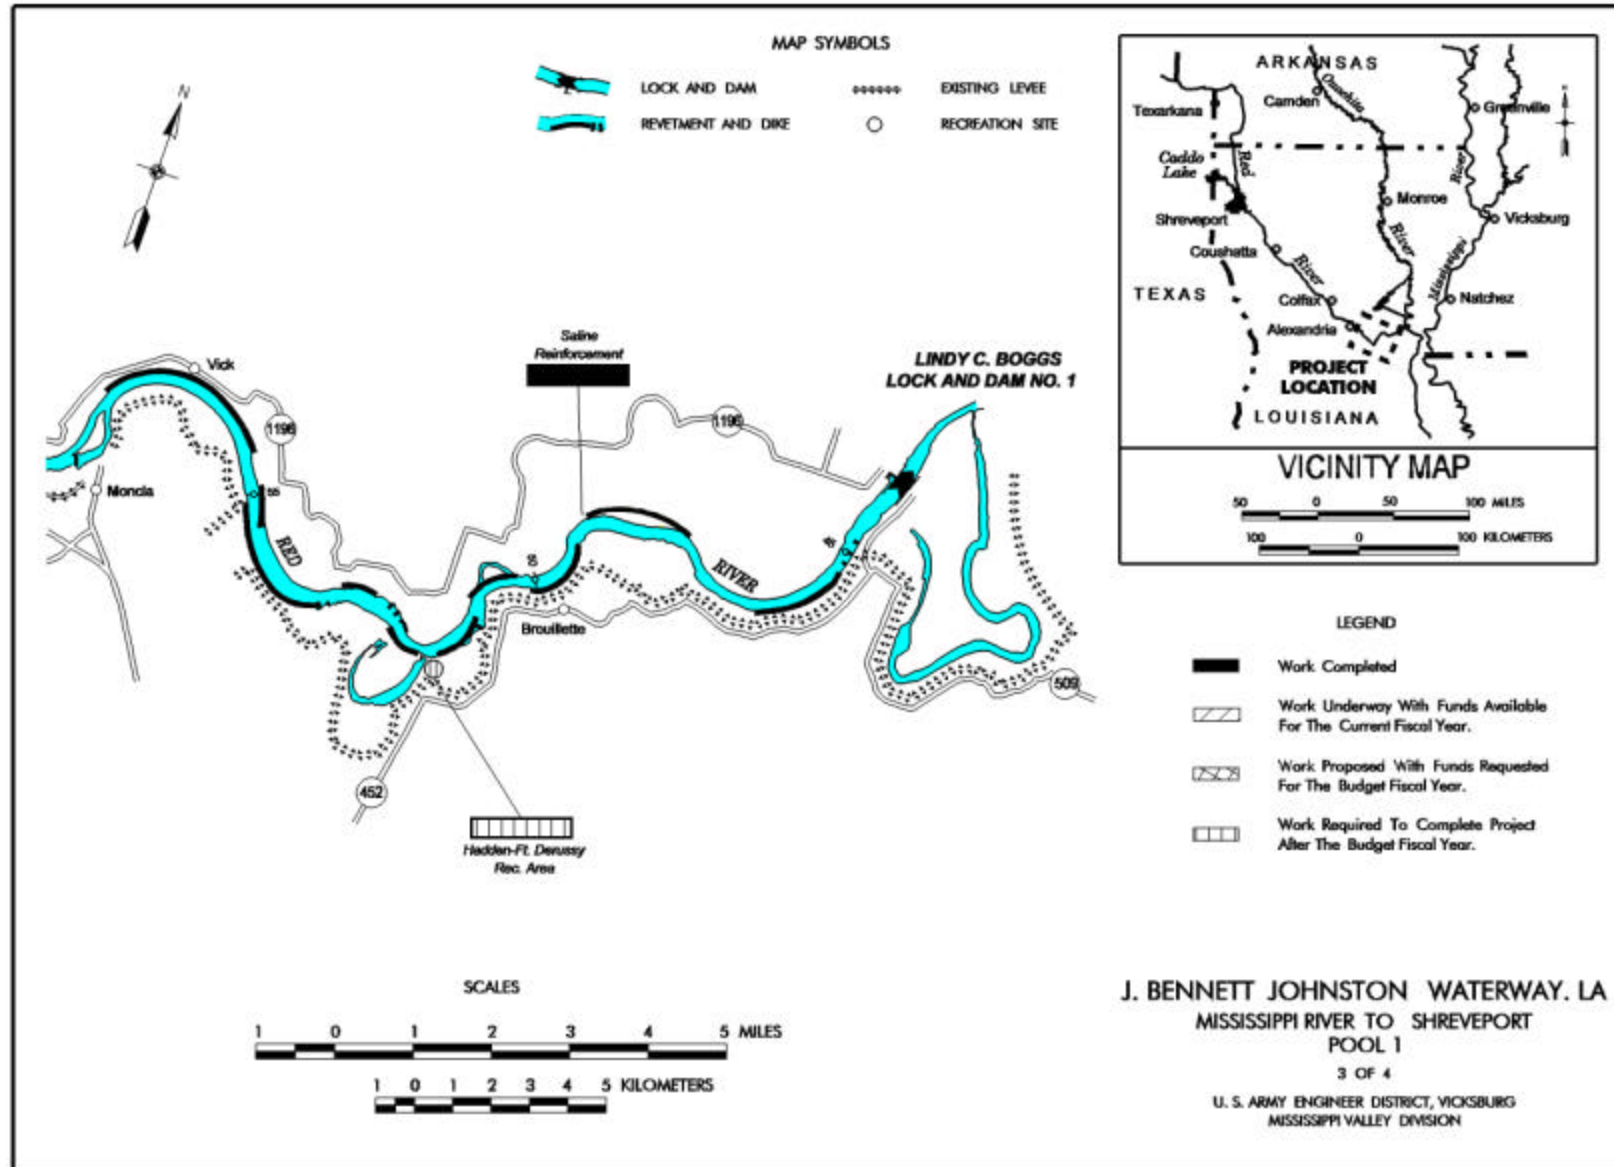 MAP SYMBOLS
LOCK AND DAM
EXISTING LEVEE
REVETMENT AND DIKE
RECREATION SITE
N
Saline
Reinforcement
LINDY C. BOGGS
LOCK AND DAM NO. 1
Vick
1196
1196
Moncla
55
RED
50
RIVER
45
Brouillette
509
452
Hadden-Ft. Derussy
Rec. Area
ARKANSAS
Texarkana
Camden
Ouachita
Greenville
Caddo
Lake
Red
River
Monroe
Shreveport
Vicksburg
Coushatta
River
River
Mississippi
TEXAS
Colfax
Natchez
Alexandria
PROJECT
LOCATION
LOUISIANA
VICINITY MAP
50 0 50 100 MILES
100 0 100 KILOMETERS
LEGEND
Work Completed
Work Underway With Funds Available
For The Current Fiscal Year.
Work Proposed With Funds Requested
For The Budget Fiscal Year.
Work Required To Complete Project
After The Budget Fiscal Year.
SCALES
1 0 1 2 3 4 5 MILES
1 0 1 2 3 4 5 KILOMETERS
J. BENNETT JOHNSTON WATERWAY. LA
MISSISSIPPI RIVER TO SHREVEPORT
POOL 1
3 OF 4
U. S. ARMY ENGINEER DISTRICT, VICKSBURG
MISSISSIPPI VALLEY DIVISION